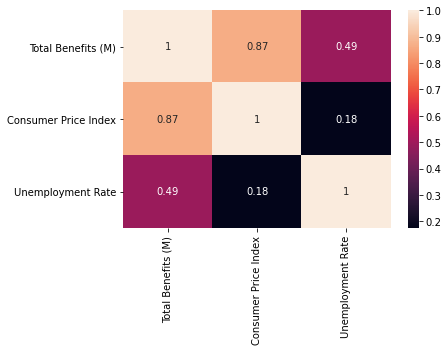 Total Benefits (M) 1 0.87 0.49
Consumer Price Index 0.87 1 0.18
Unemployment Rate 0.49 0.18 1
Total Benefits (M)
Consumer Price Index
Unemployment Rate
1.0
0.9
0.8
0.7
0.6
0.5
0.4
0.3
0.2